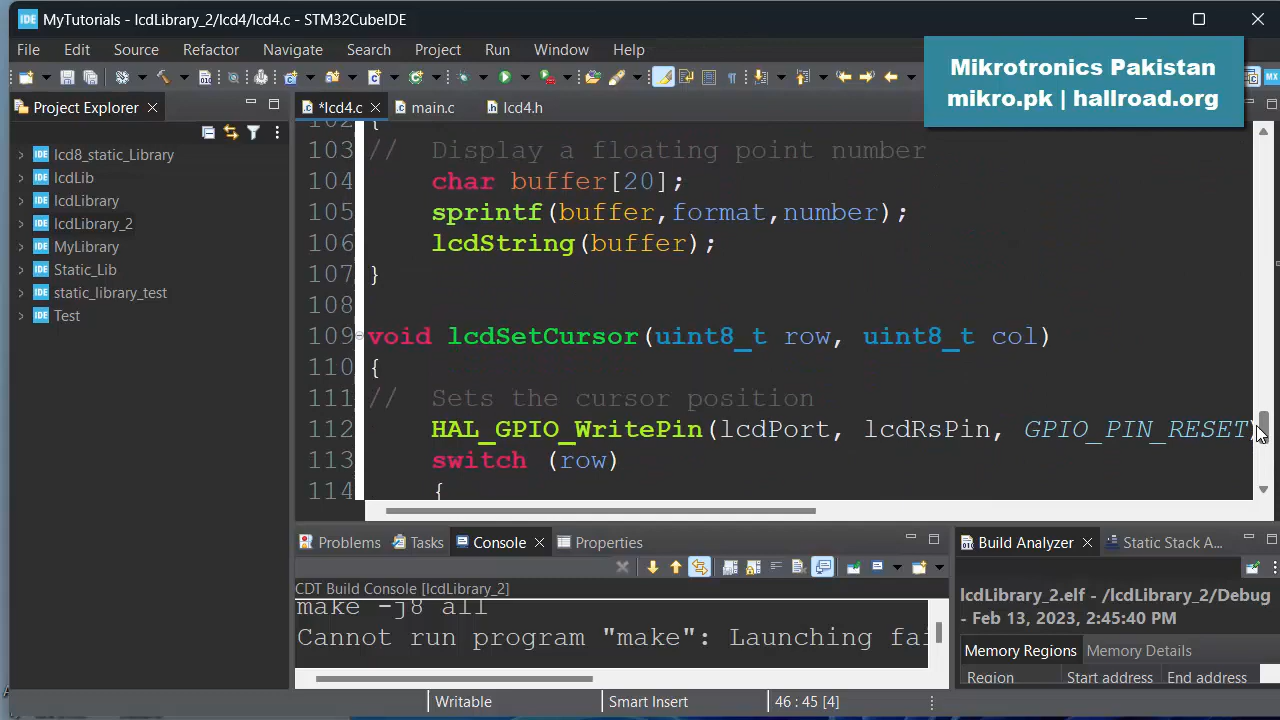 MyTutorials - lcdLibrary_2/lcd4/lcd4.c - STM32CubeIDE
File Edit Source Refactor Navigate Search Project Run Window Help
Mikrotronics Pakistan
mikro.pk | hallroad.org
Project Explorer
lcd8_static_Library
lcdLib
lcdLibrary
lcdLibrary_2
MyLibrary
Static_Lib
static_library_test
Test
*lcd4.c main.c lcd4.h
102 {
103 // Display a floating point number
104 char buffer[20];
105 sprintf(buffer,format,number);
106 lcdString(buffer);
107 }
108
109 void lcdSetCursor(uint8_t row, uint8_t col)
110 {
111 // Sets the cursor position
112 HAL_GPIO_WritePin(lcdPort, lcdRsPin, GPIO_PIN_RESET)
113 switch (row)
114 {
Problems Tasks Console Properties
CDT Build Console [lcdLibrary_2]
make -j8 all
Cannot run program "make": Launching fai
Build Analyzer Static Stack A...
lcdLibrary_2.elf - /lcdLibrary_2/Debug
- Feb 13, 2023, 2:45:40 PM
Memory Regions Memory Details
Region Start address End address
Writable Smart Insert 46 : 45 [4]